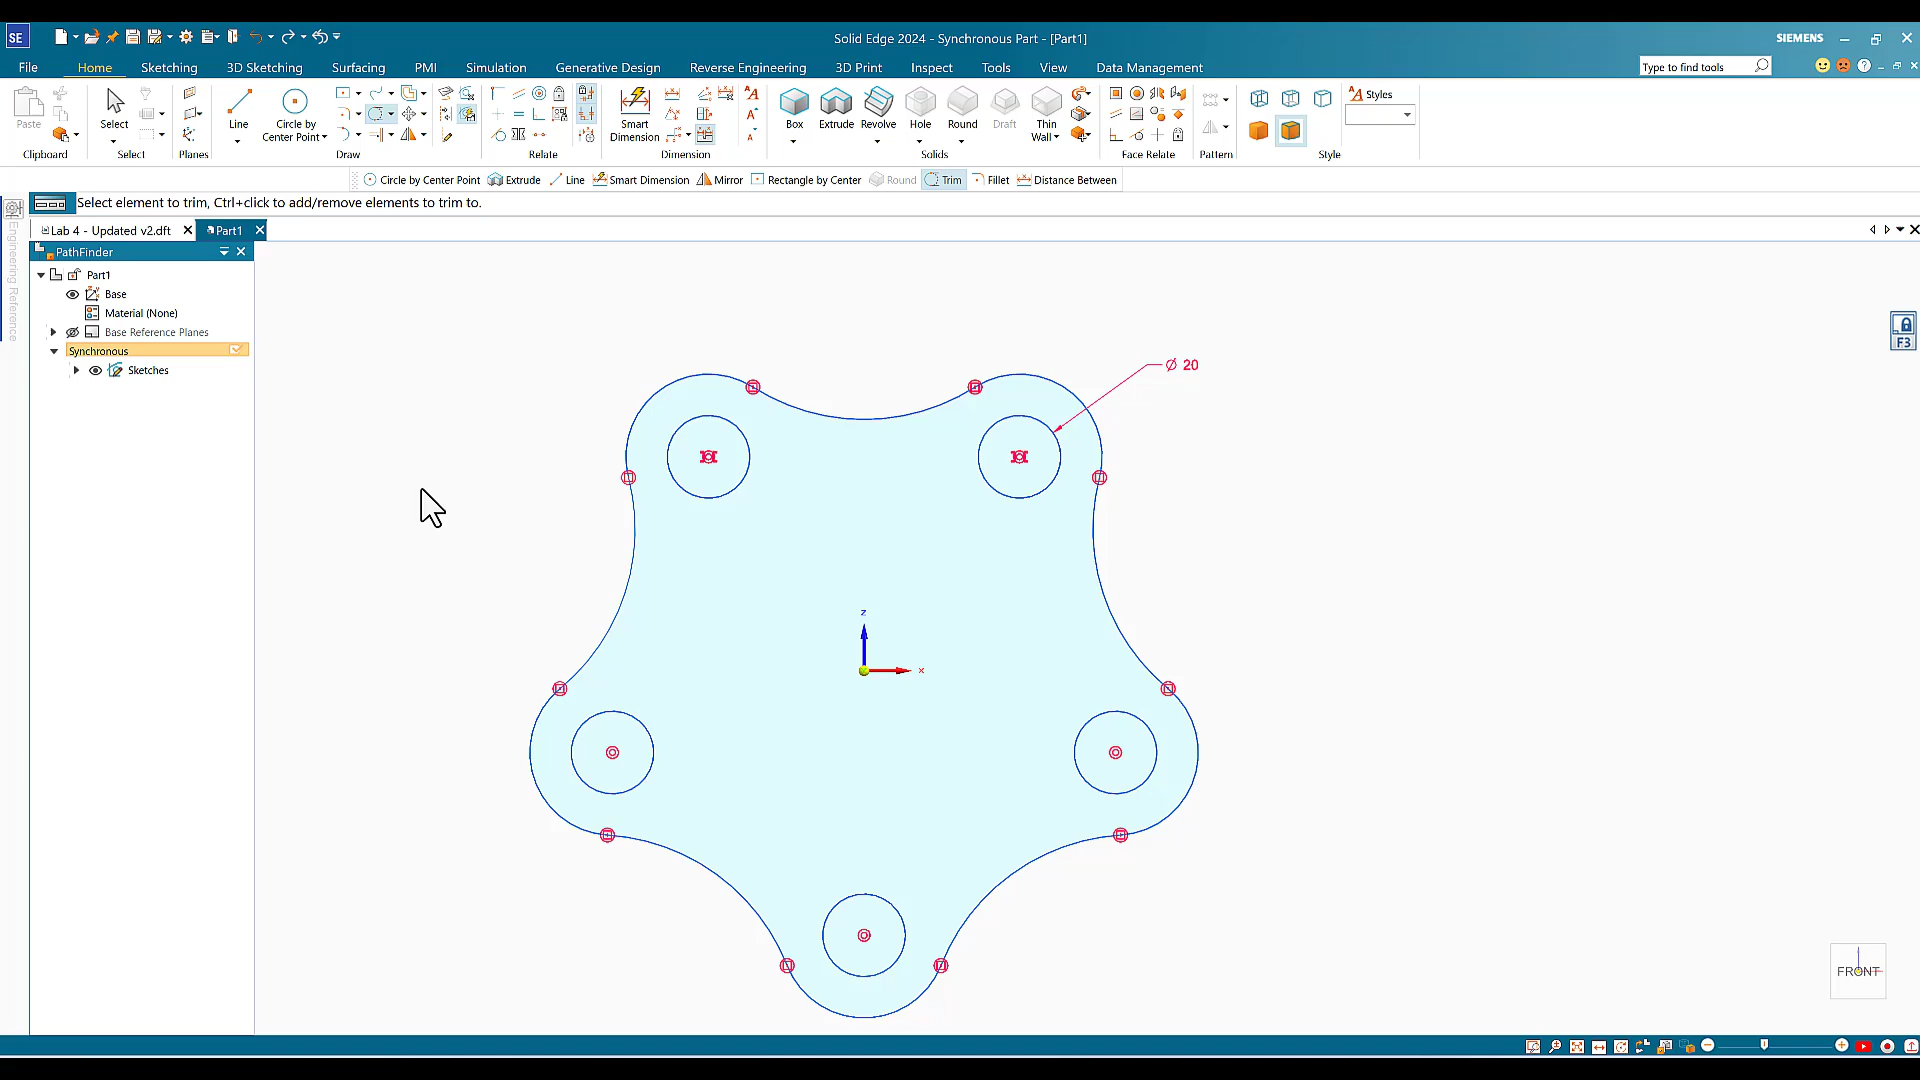 SE
Solid Edge 2024 - Synchronous Part - [Part1]
SIEMENS
File Home Sketching 3D Sketching Surfacing PMI Simulation Generative Design Reverse Engineering 3D Print Inspect Tools View Data Management
Type to find tools
Paste
Clipboard
Select
Select
Planes
Line
Circle by Center Point
Draw
Relate
Smart Dimension
Dimension
Box
Extrude
Revolve
Hole
Round
Draft
Thin Wall
Solids
Face Relate
Pattern
Styles
Style
Circle by Center Point Extrude Line Smart Dimension Mirror Rectangle by Center Round Trim Fillet Distance Between
Select element to trim, Ctrl+click to add/remove elements to trim to.
Lab 4 - Updated v2.dft Part1
PathFinder
Part1
Base
Material (None)
Base Reference Planes
Synchronous
Sketches
Engineering Reference
F3
Ø 20
z
x
FRONT